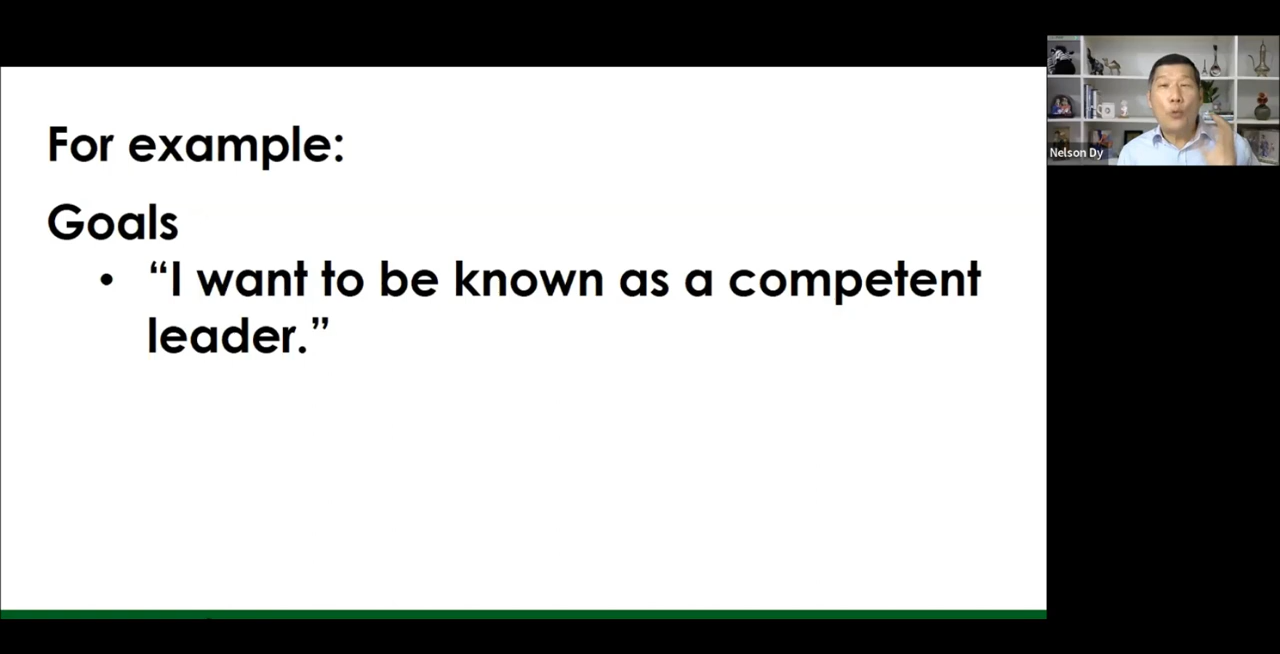 For example:
Goals
• “I want to be known as a competent
leader.”
Nelson Dy